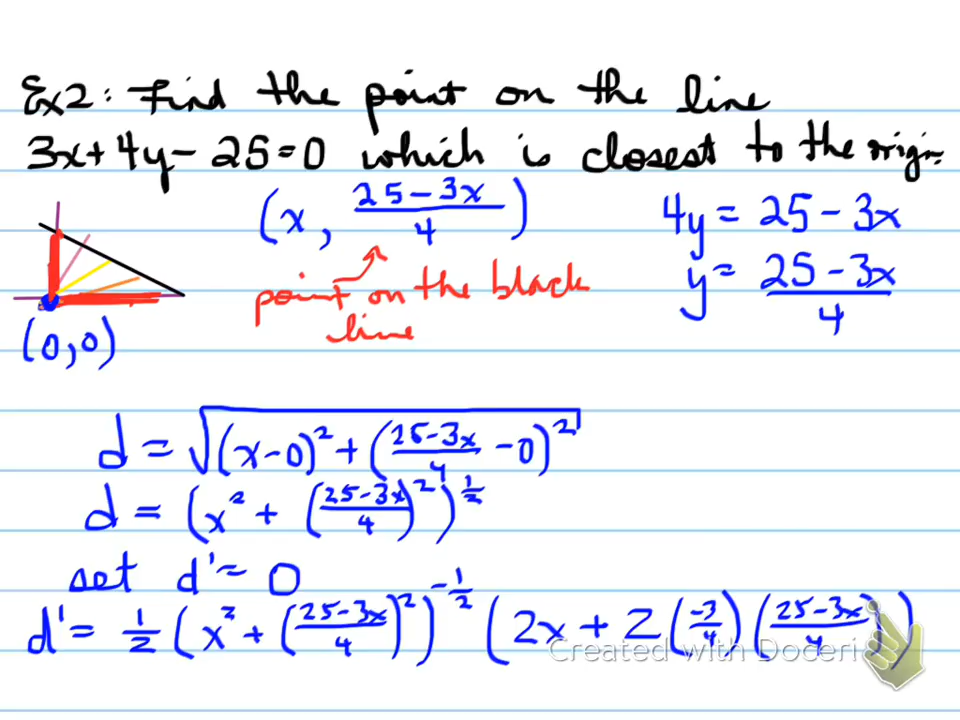 Ex2: Find the point on the line
3x+4y-25=0 which is closest to the origin.
(x, (25-3x)/4)
4y = 25-3x
y = (25-3x)/4
point on the black
line
(0,0)
d = √((x-0)² + ((25-3x)/4 - 0)²)
d = (x² + ((25-3x)/4)²)^(1/2)
set d' = 0
d' = 1/2 (x² + ((25-3x)/4)²)^(-1/2) (2x + 2(-3/4)((25-3x)/4))
Created with Doceri